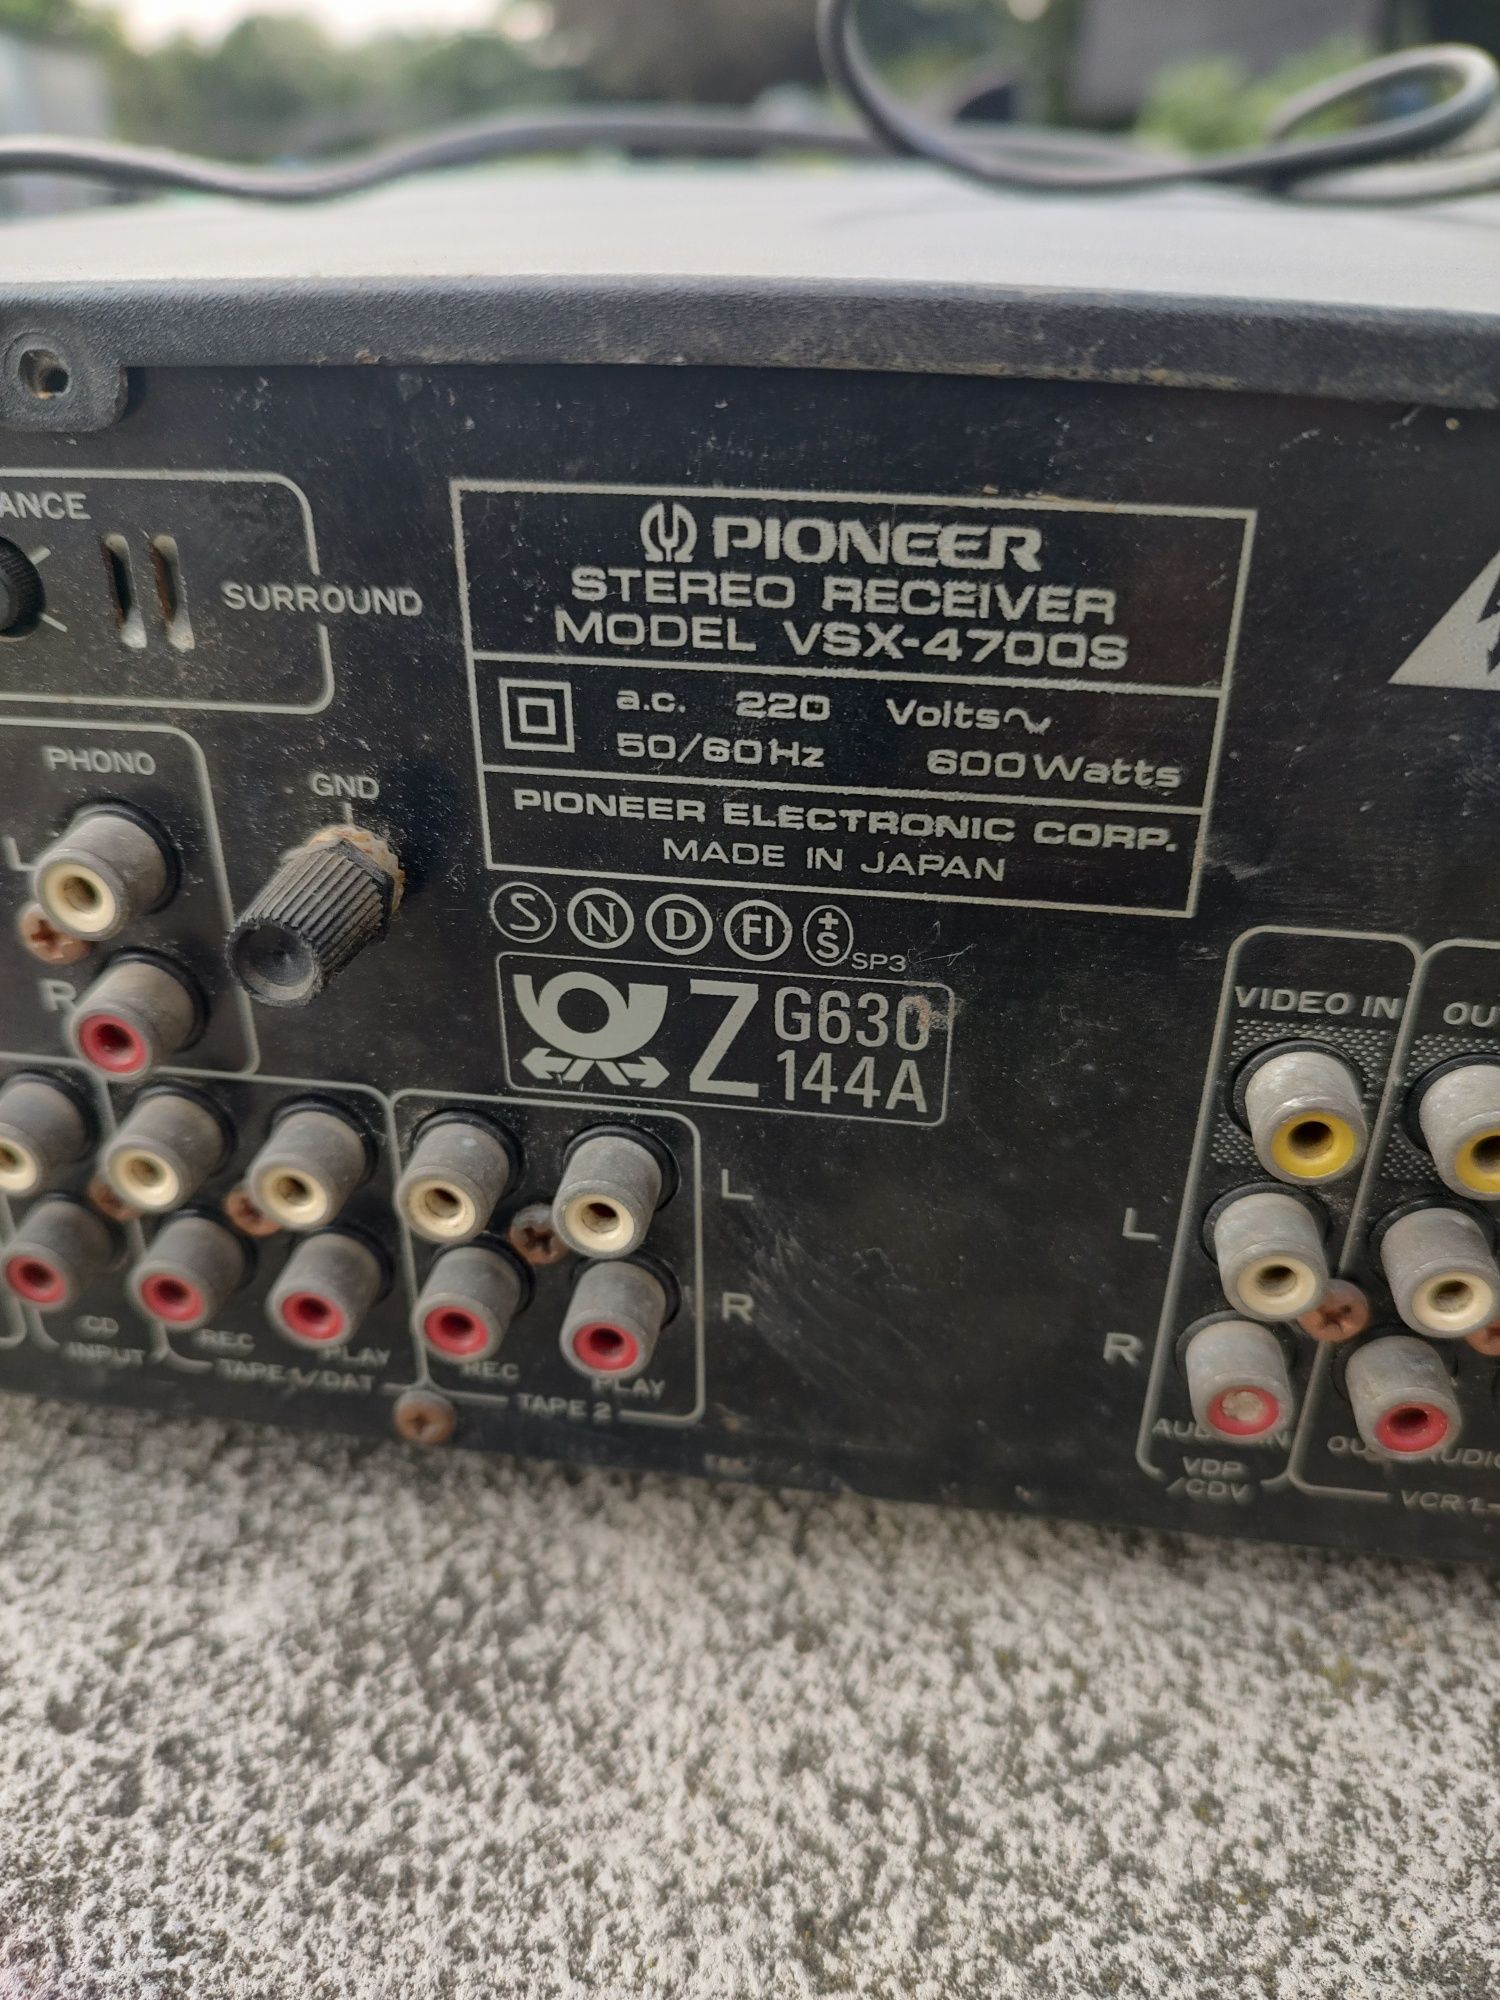 ANCE
SURROUND
PIONEER
STEREO RECEIVER
MODEL VSX-4700S
a.c. 220 Volts
50/60Hz 600Watts
PIONEER ELECTRONIC CORP.
MADE IN JAPAN
S N D FI +S SP3
Z G630
144A
PHONO
GND
L
R
L
R
CD
INPUT
REC
PLAY
TAPE 1/DAT
REC
PLAY
TAPE 2
VIDEO IN
OU
L
R
VDP
/CDV
VCR 1